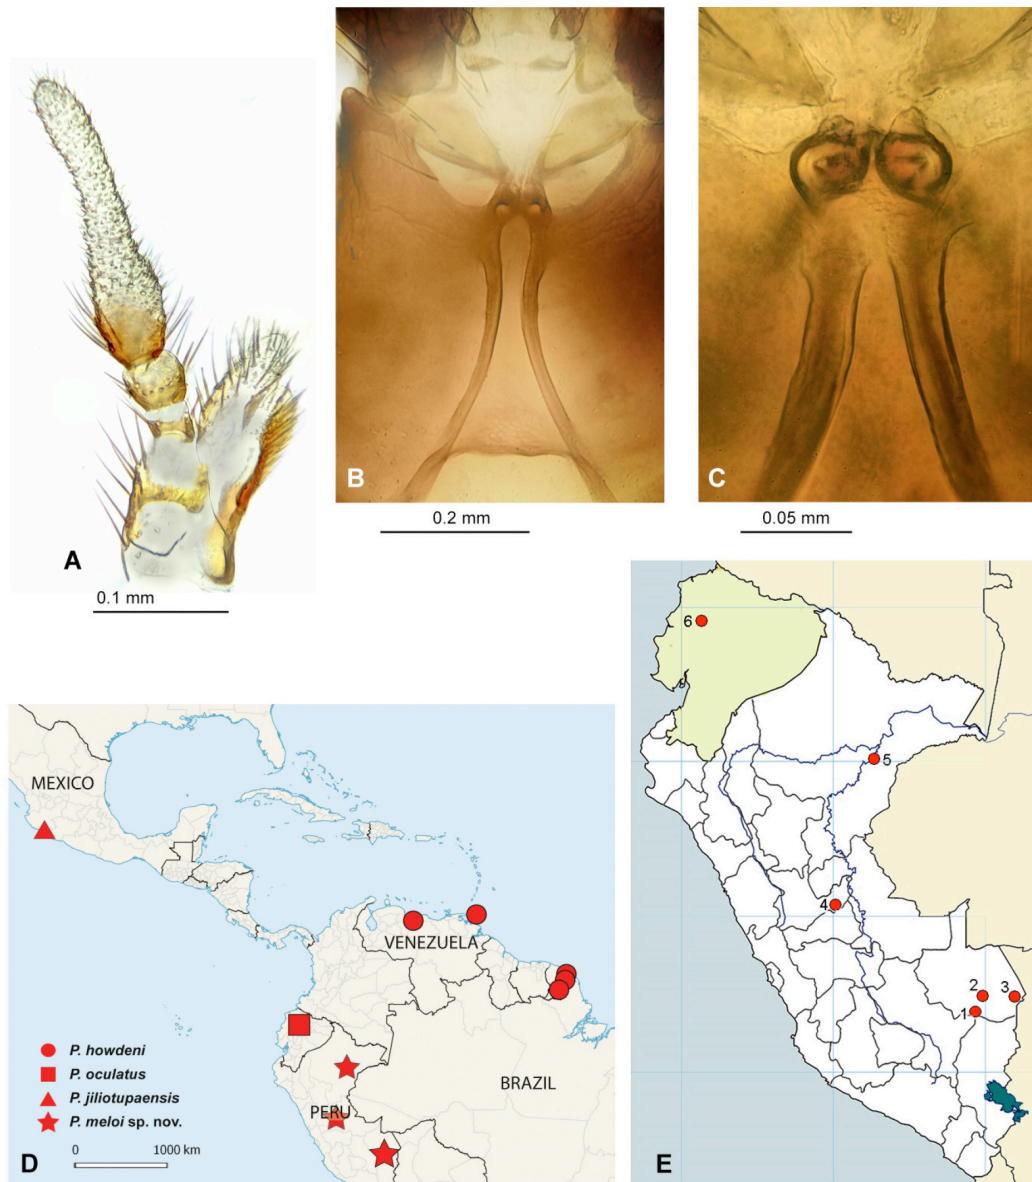 A
0.1 mm
B
0.2 mm
C
0.05 mm
MEXICO
VENEZUELA
BRAZIL
PERU
P. howdeni
P. oculatus
P. jiliotupaensis
P. meloi sp. nov.
0 1000 km
D
6
5
4
2 3
1
E